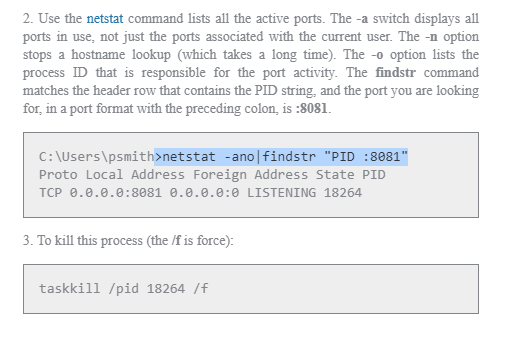 2. Use the netstat command lists all the active ports. The -a switch displays all
ports in use, not just the ports associated with the current user. The -n option
stops a hostname lookup (which takes a long time). The -o option lists the
process ID that is responsible for the port activity. The findstr command
matches the header row that contains the PID string, and the port you are looking
for, in a port format with the preceding colon, is :8081.
C:\Users\psmith>netstat -ano|findstr "PID :8081"
Proto Local Address Foreign Address State PID
TCP 0.0.0.0:8081 0.0.0.0:0 LISTENING 18264
3. To kill this process (the /f is force):
taskkill /pid 18264 /f